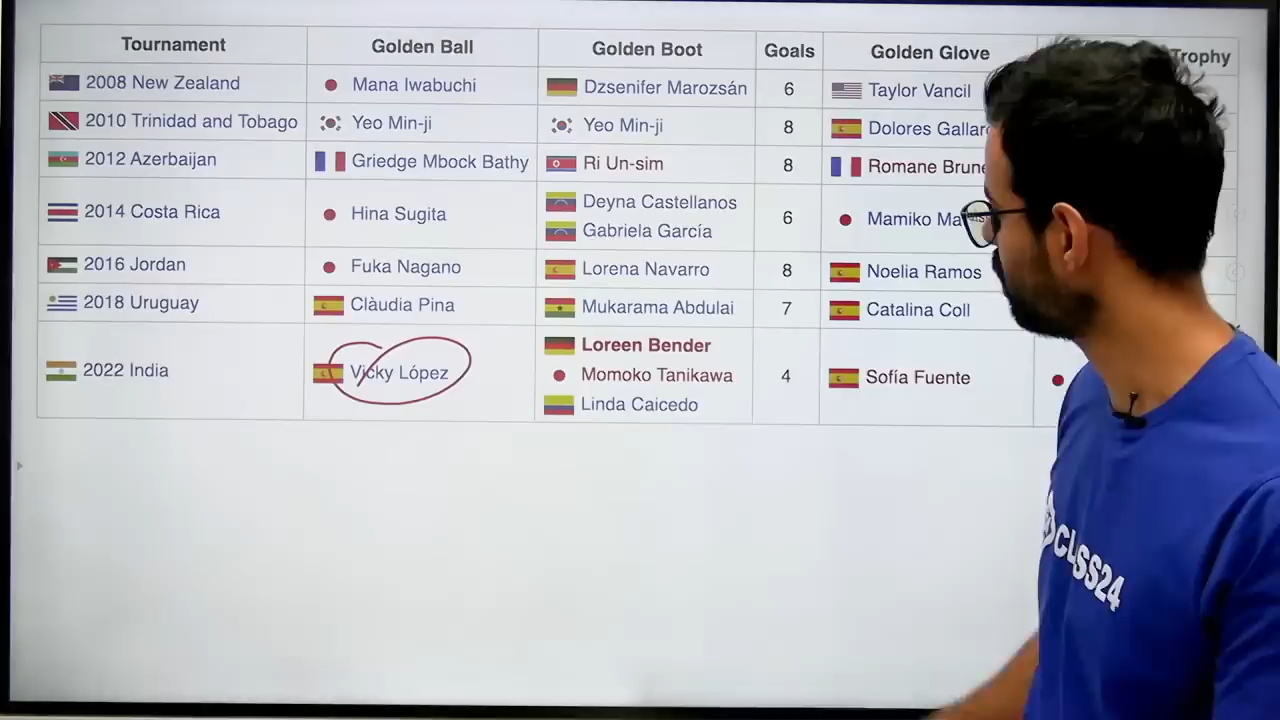 Tournament Golden Ball Golden Boot Goals Golden Glove Trophy
2008 New Zealand Mana Iwabuchi Dzsenifer Marozsán 6 Taylor Vancil
2010 Trinidad and Tobago Yeo Min-ji Yeo Min-ji 8 Dolores
2012 Azerbaijan Griedge Mbock Bathy Ri Un-sim 8 Romane
2014 Costa Rica Hina Sugita Deyna Castellanos 6 Mamiko
Gabriela García
2016 Jordan Fuka Nagano Lorena Navarro 8 Noelia Ramos
2018 Uruguay Clàudia Pina Mukarama Abdulai 7 Catalina Coll
2022 India Vicky López Loreen Bender 4 Sofía Fuente
Momoko Tanikawa
Linda Caicedo
CLASS24